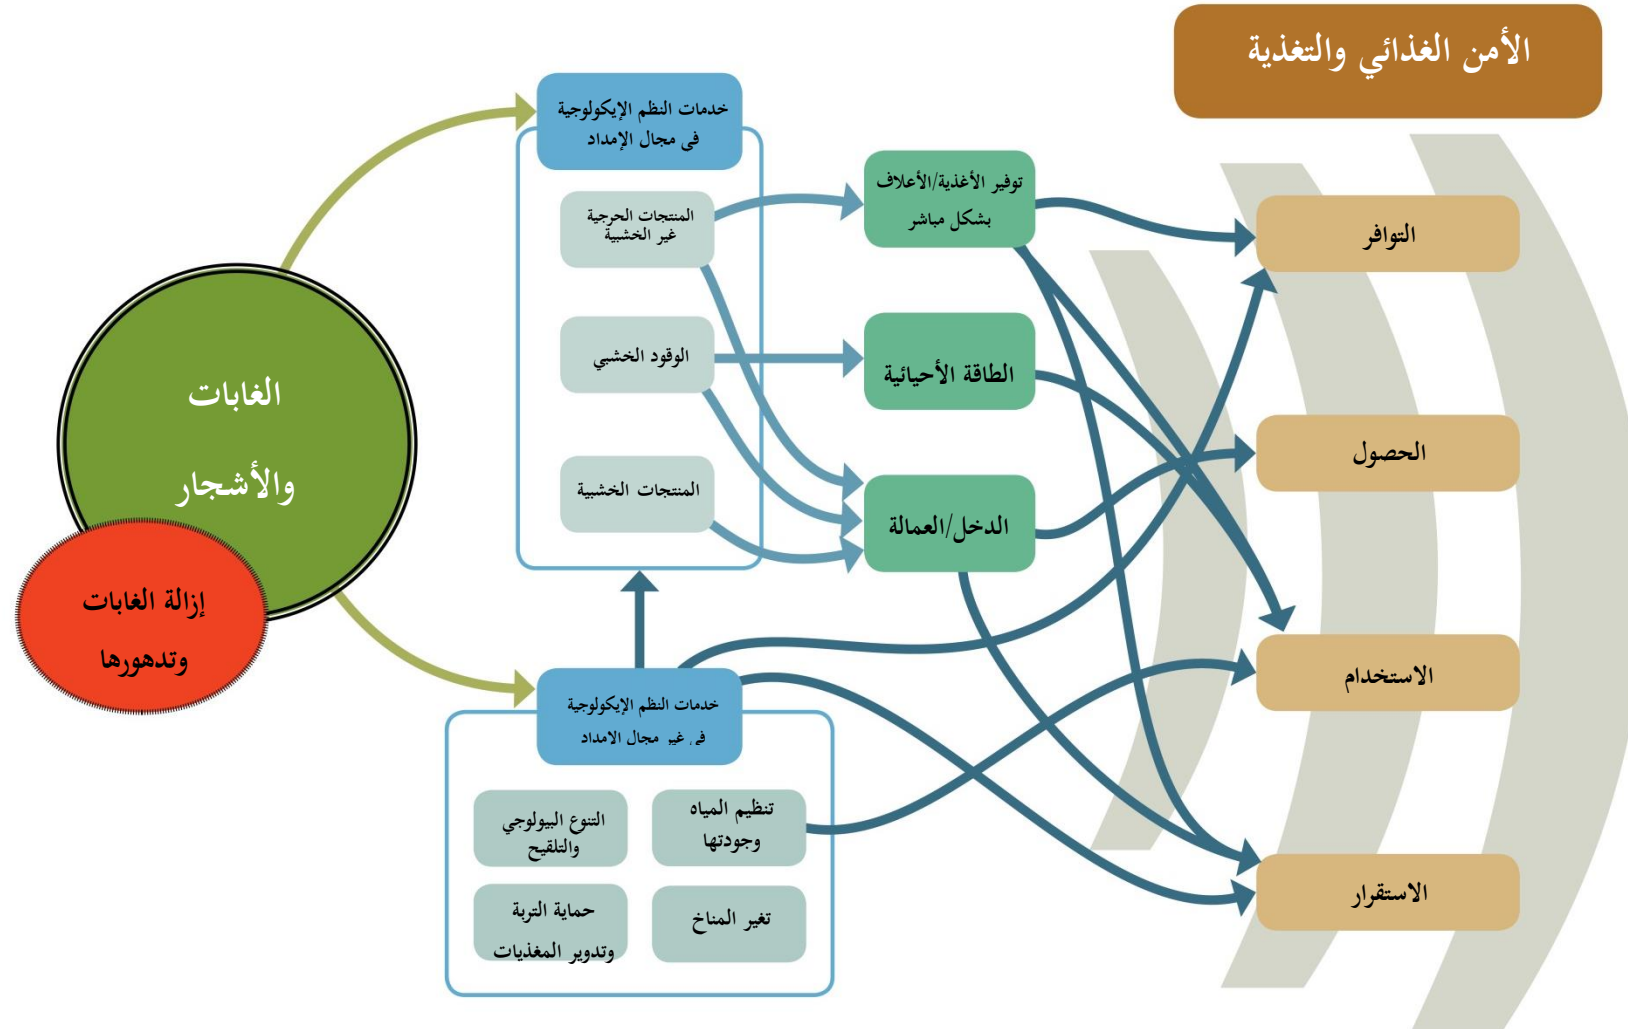 الأمن الغذائي والتغذية
خدمات النظم الإيكولوجية
في مجال الإمداد
المنتجات الحرجية
غير الخشبية
الوقود الخشبي
المنتجات الخشبية
توفير الأغذية/الأعلاف
بشكل مباشر
الطاقة الأحيائية
الدخل/العمالة
التوافر
الحصول
الاستخدام
الاستقرار
الغابات
والأشجار
إزالة الغابات
وتدهورها
خدمات النظم الإيكولوجية
في غير مجال الامداد
التنوع البيولوجي
والتلقيح
تنظيم المياه
وجودتها
حماية التربة
وتدوير المغذيات
تغير المناخ